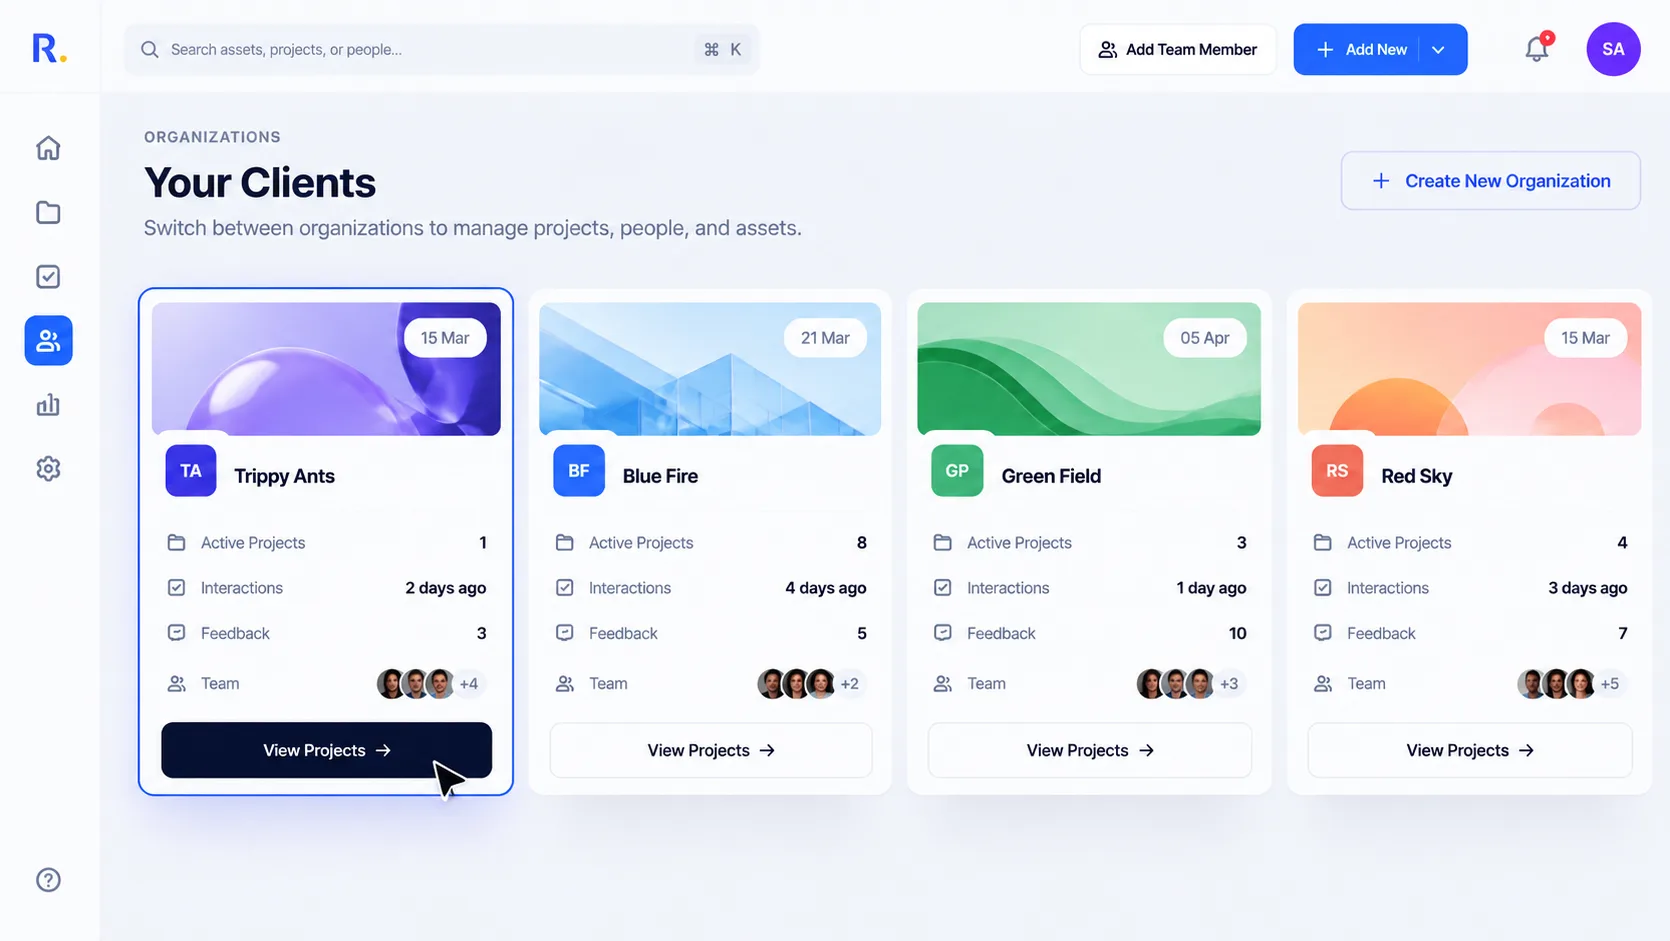 R.
Search assets, projects, or people...
⌘ K
Add Team Member
+ Add New
SA
ORGANIZATIONS
Your Clients
Switch between organizations to manage projects, people, and assets.
+ Create New Organization
15 Mar
TA
Trippy Ants
Active Projects 1
Interactions 2 days ago
Feedback 3
Team +4
View Projects →
21 Mar
BF
Blue Fire
Active Projects 8
Interactions 4 days ago
Feedback 5
Team +2
View Projects →
05 Apr
GP
Green Field
Active Projects 3
Interactions 1 day ago
Feedback 10
Team +3
View Projects →
15 Mar
RS
Red Sky
Active Projects 4
Interactions 3 days ago
Feedback 7
Team +5
View Projects →